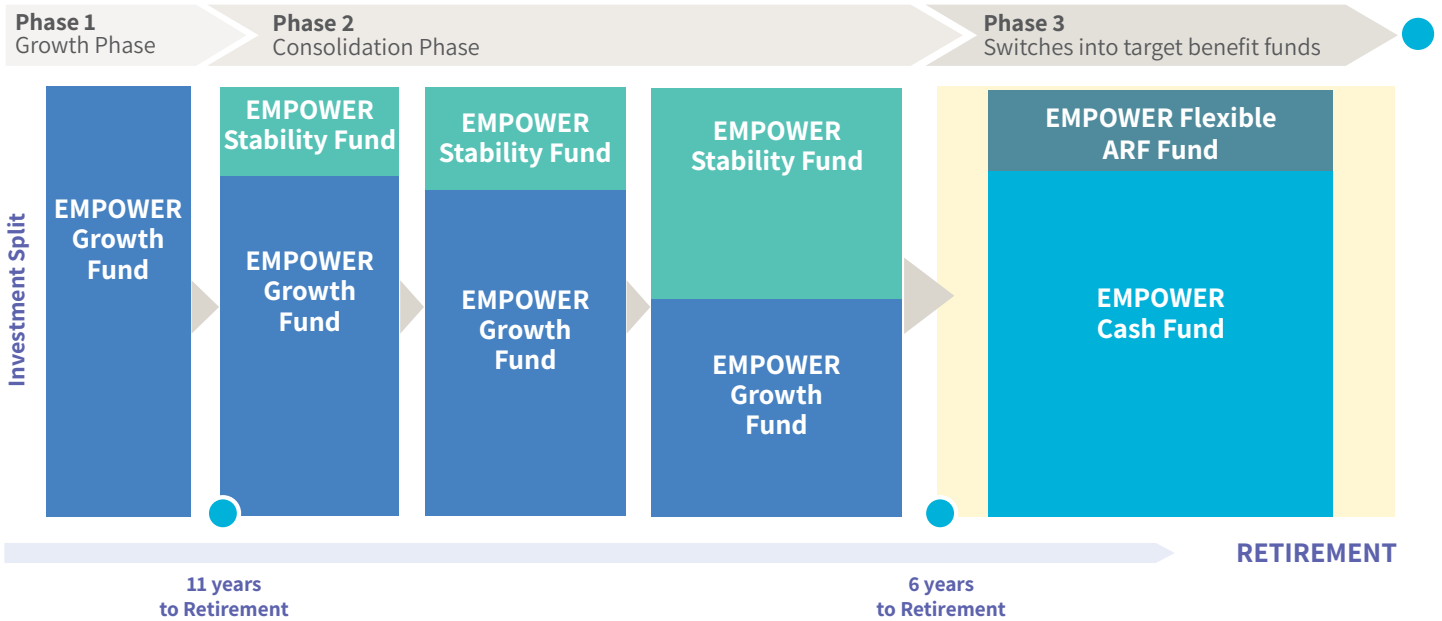 Phase 1
Growth Phase
Phase 2
Consolidation Phase
Phase 3
Switches into target benefit funds
Investment Split
EMPOWER
Growth
Fund
EMPOWER
Stability Fund
EMPOWER
Growth
Fund
EMPOWER
Stability Fund
EMPOWER
Growth
Fund
EMPOWER
Stability Fund
EMPOWER
Growth
Fund
EMPOWER Flexible
ARF Fund
EMPOWER
Cash Fund
RETIREMENT
11 years
to Retirement
6 years
to Retirement